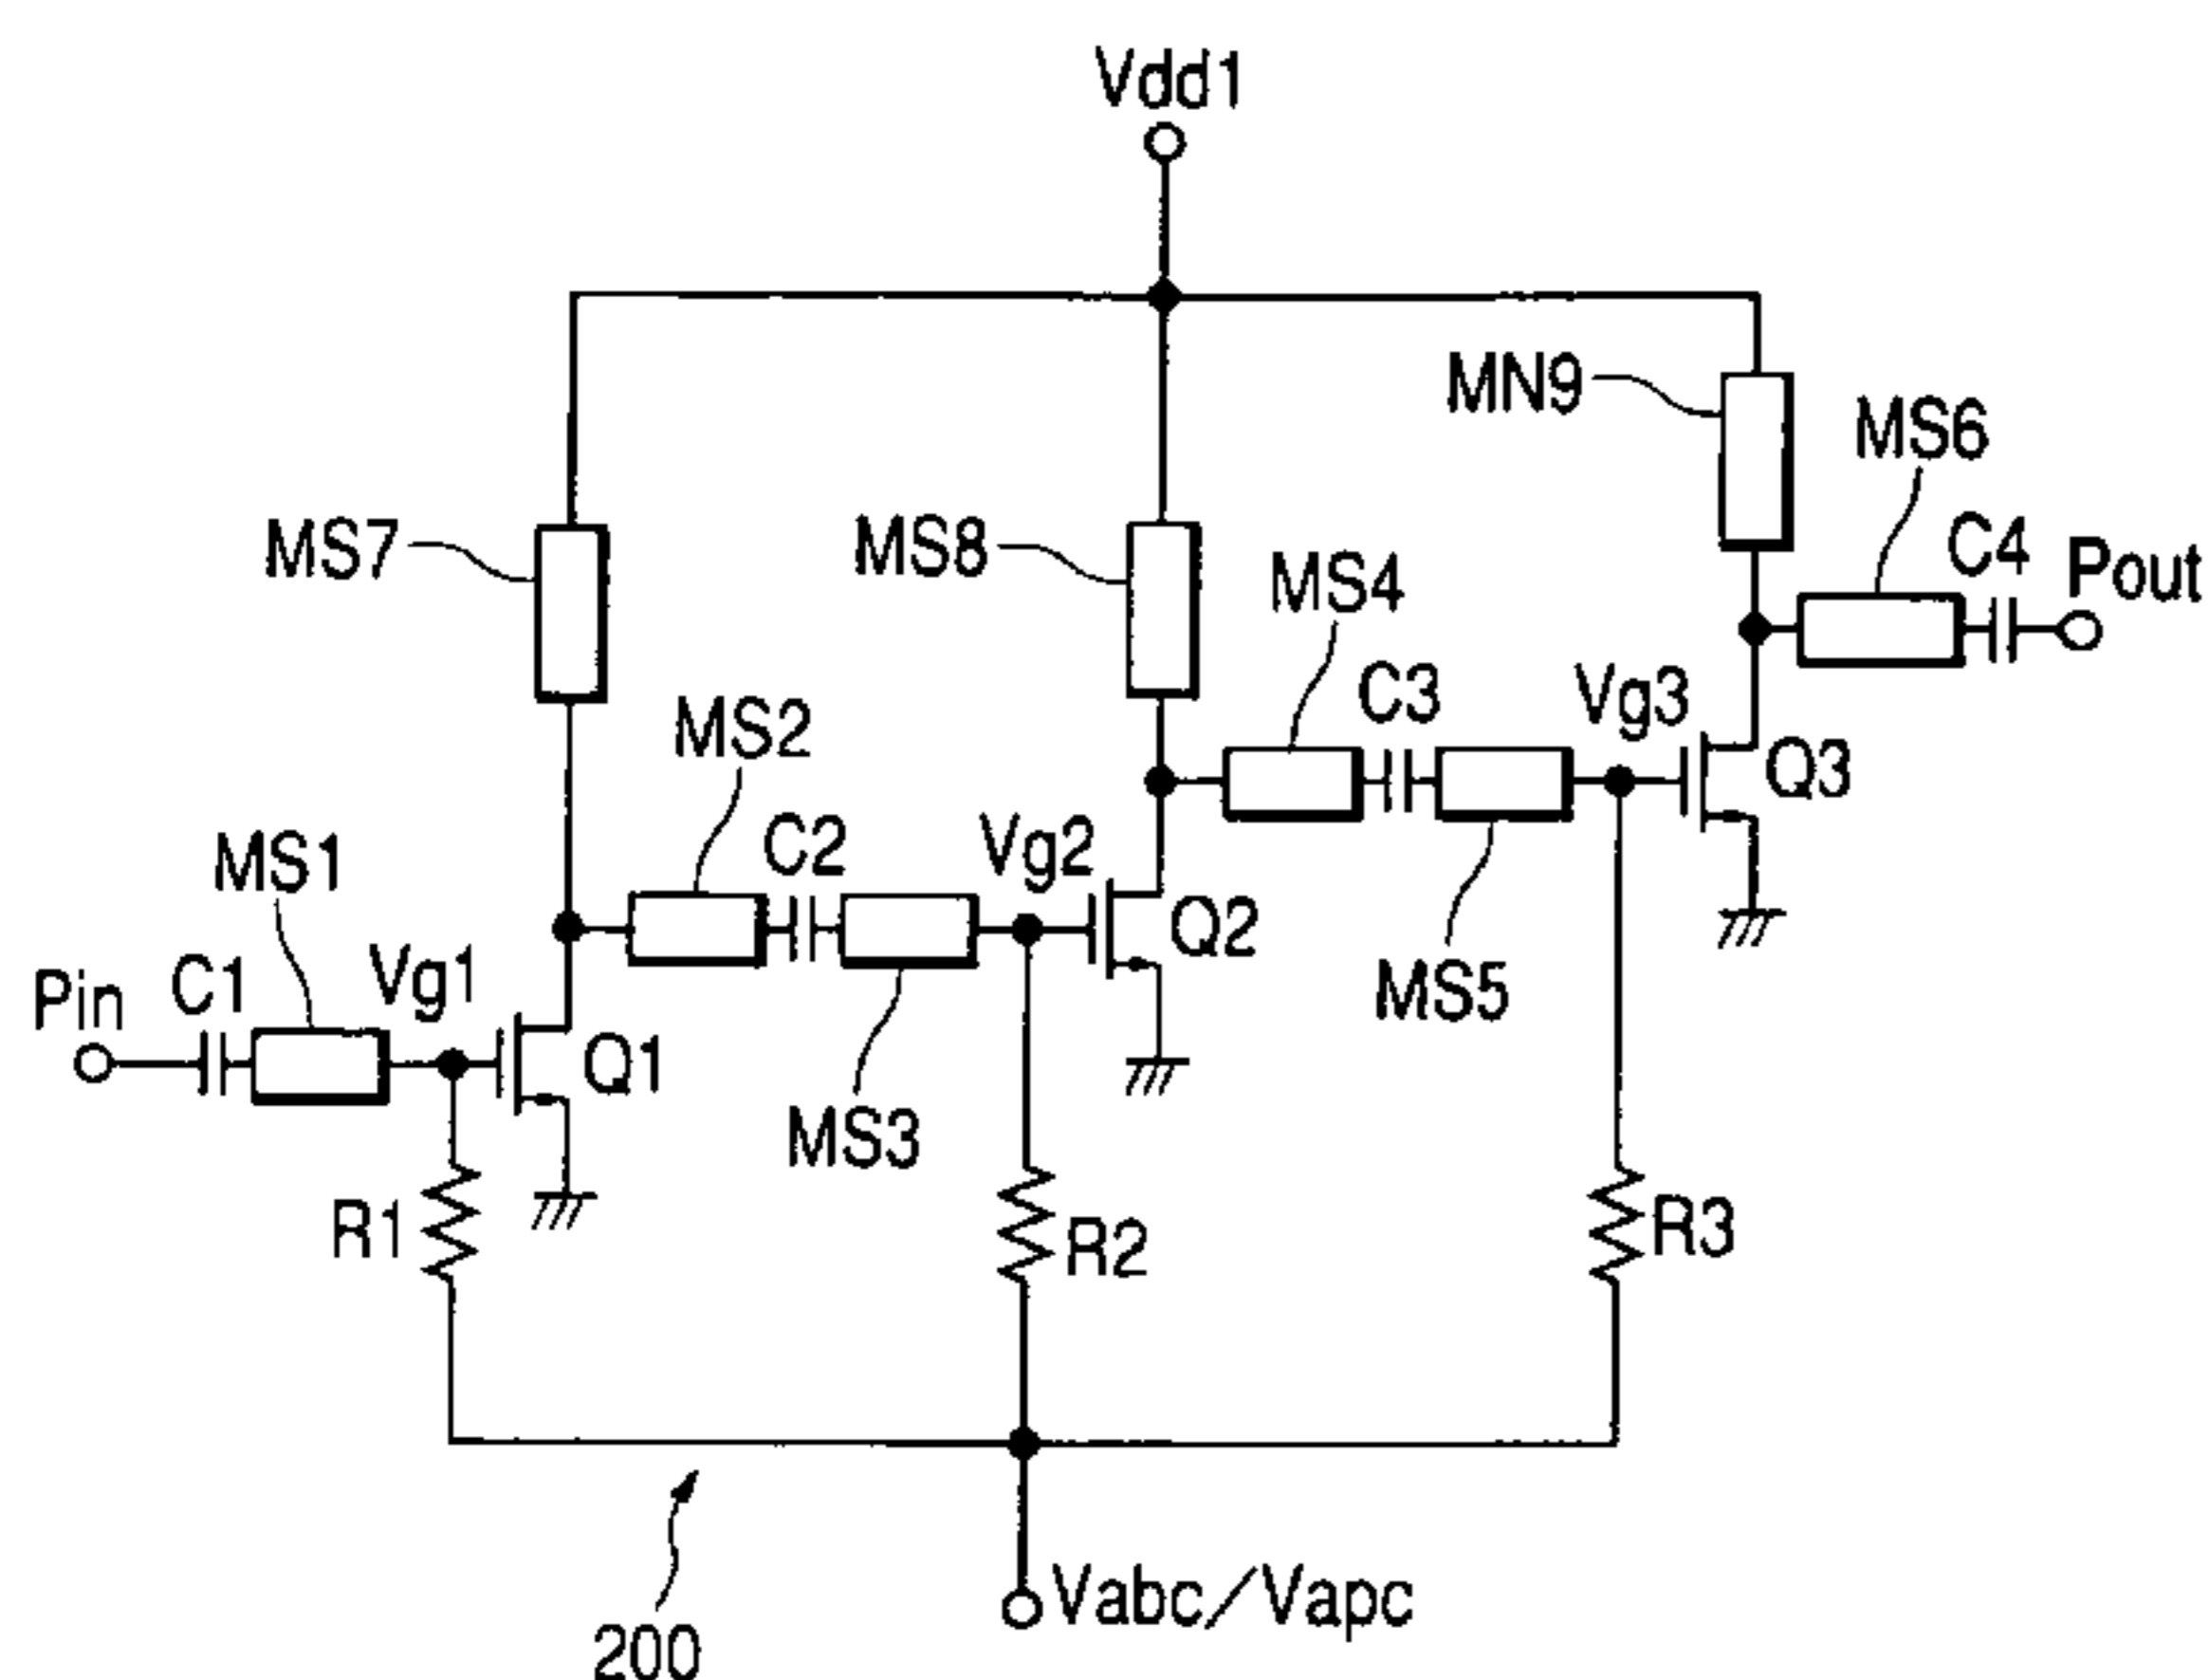 Vdd1
MN9
MS6
MS7
MS8
MS4
C4
Pout
MS2
C3
Vg3
Q3
MS1
C2
Vg2
Q2
Pin
C1
Vg1
Q1
MS5
MS3
R1
R2
R3
200
Vabc/Vapc